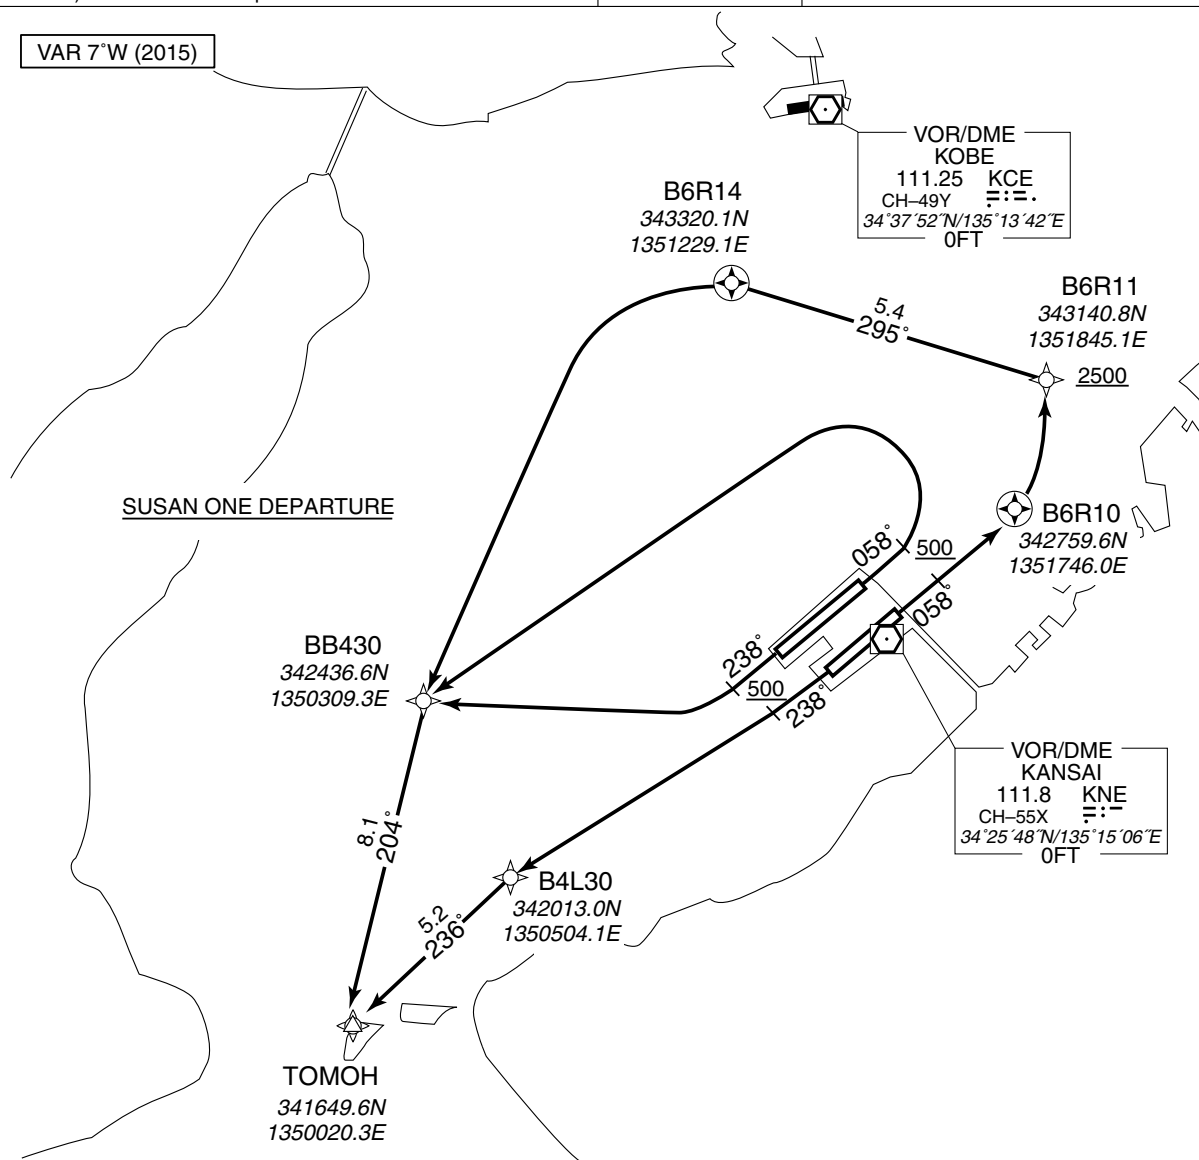 VAR 7˚W (2015)
VOR/DME
KOBE
111.25 KCE
CH–49Y
34˚37´52˝N/135˚13´42˝E
0FT
B6R14
343320.1N
1351229.1E
B6R11
343140.8N
1351845.1E
2500
5.4
295˚
SUSAN ONE DEPARTURE
B6R10
342759.6N
1351746.0E
058˚
500
058˚
BB430
342436.6N
1350309.3E
238˚
500
238˚
VOR/DME
KANSAI
111.8 KNE
CH–55X
34˚25´48˝N/135˚15´06˝E
0FT
8.1
204˚
B4L30
342013.0N
1350504.1E
5.2
236˚
TOMOH
341649.6N
1350020.3E